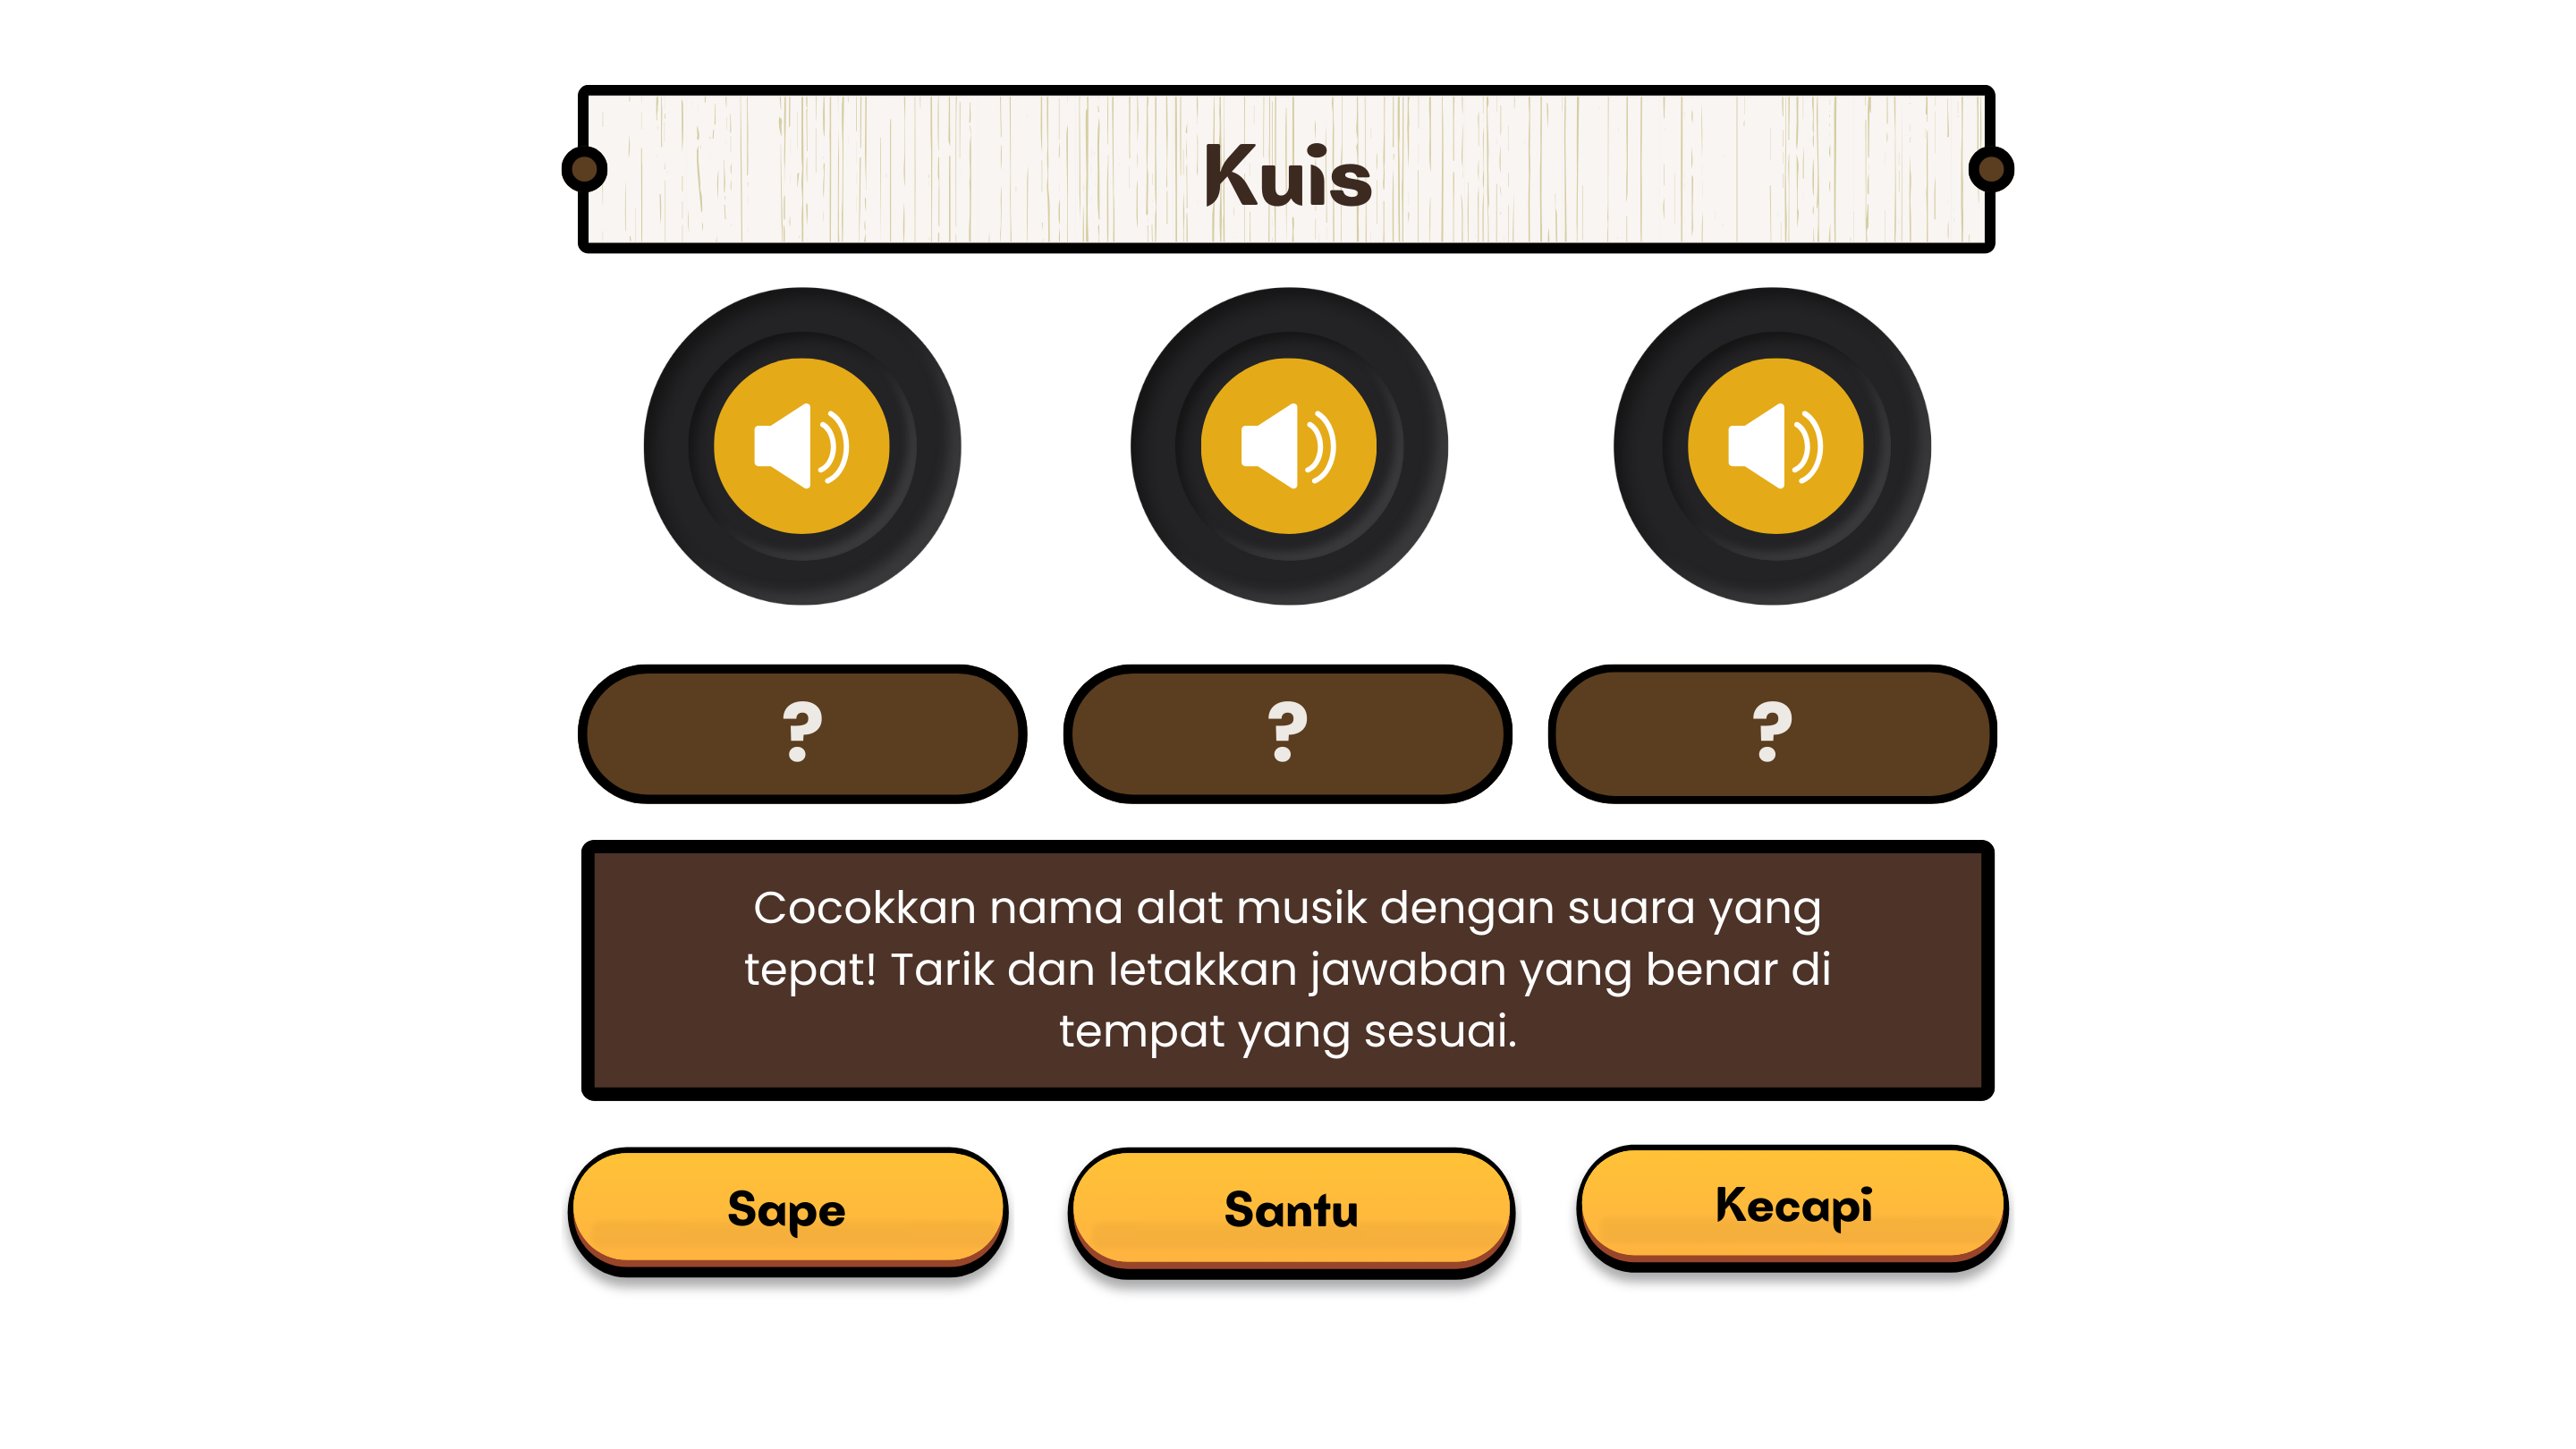 Kuis
? ? ?
Cocokkan nama alat musik dengan suara yang
tepat! Tarik dan letakkan jawaban yang benar di
tempat yang sesuai.
Sape Santu Kecapi